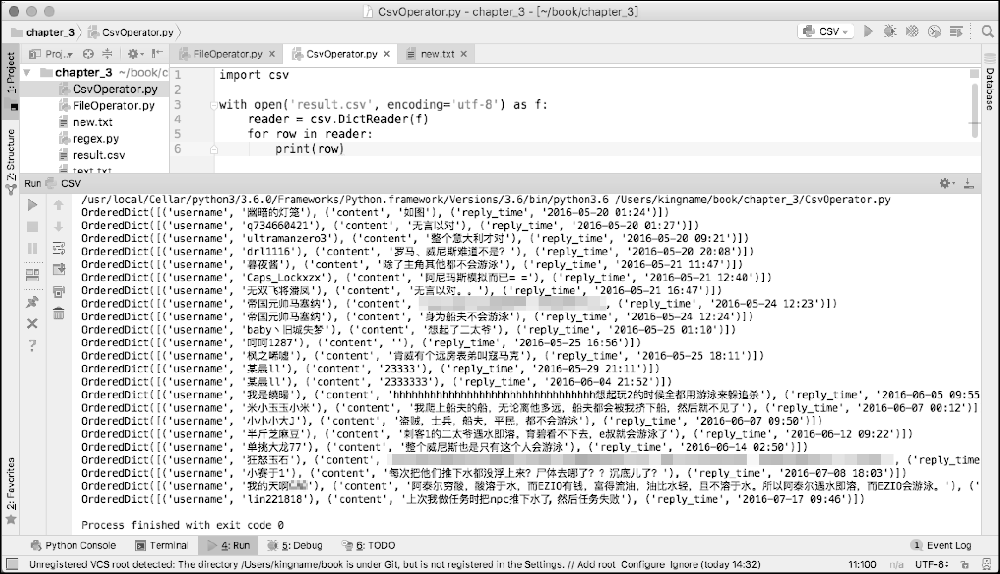 CsvOperator.py - chapter_3 - [~/book/chapter_3]
chapter_3 CsvOperator.py CSV
1: Project
Proj..
FileOperator.py CsvOperator.py new.txt
Database
chapter_3 ~/book/c
CsvOperator.py
FileOperator.py
new.txt
regex.py
result.csv
text.txt
1 import csv
2
3 with open('result.csv', encoding='utf-8') as f:
4 reader = csv.DictReader(f)
5 for row in reader:
6 print(row)
7: Structure
Run CSV
/usr/local/Cellar/python3/3.6.0/Frameworks/Python.framework/Versions/3.6/bin/python3.6 /Users/kingname/book/chapter_3/CsvOperator.py
OrderedDict([('username', '幽暗的灯笼'), ('content', '如图'), ('reply_time', '2016-05-20 01:24')])
OrderedDict([('username', 'q734660421'), ('content', '无言以对'), ('reply_time', '2016-05-20 01:27')])
OrderedDict([('username', 'ultramanzero3'), ('content', '整个意大利才对'), ('reply_time', '2016-05-20 09:21')])
OrderedDict([('username', 'drl1116'), ('content', '罗马、威尼斯难道不是？'), ('reply_time', '2016-05-20 20:08')])
OrderedDict([('username', '暮夜酱'), ('content', '除了主角其他都不会游泳'), ('reply_time', '2016-05-21 11:47')])
OrderedDict([('username', 'Caps_Lockxzx'), ('content', '阿尼玛斯模拟而已= ='), ('reply_time', '2016-05-21 12:40')])
OrderedDict([('username', '无双飞将潘凤'), ('content', '无言以对。。'), ('reply_time', '2016-05-21 16:47')])
OrderedDict([('username', '帝国元帅马塞纳'), ('content', , ('reply_time', '2016-05-24 12:23')])
OrderedDict([('username', '帝国元帅马塞纳'), ('content', '身为船夫不会游泳'), ('reply_time', '2016-05-24 12:24')])
OrderedDict([('username', 'baby丶旧城失梦'), ('content', '想起了二太爷'), ('reply_time', '2016-05-25 01:10')])
OrderedDict([('username', '呵呵1287'), ('content', ''), ('reply_time', '2016-05-25 16:56')])
OrderedDict([('username', '枫之唏嘘'), ('content', '肯威有个远房表弟叫寇马克'), ('reply_time', '2016-05-25 18:11')])
OrderedDict([('username', '某晨ll'), ('content', '23333'), ('reply_time', '2016-05-29 21:11')])
OrderedDict([('username', '某晨ll'), ('content', '2333333'), ('reply_time', '2016-06-04 21:52')])
OrderedDict([('username', '我是皢暘'), ('content', 'hhhhhhhhhhhhhhhhhhhhhhhhhhhhhhhhh想起玩2的时候全都用游泳来躲追杀'), ('reply_time', '2016-06-05 09:55
OrderedDict([('username', '米小玉玉小米'), ('content', '我爬上船夫的船，无论离他多远，船夫都会被我挤下船，然后就不见了'), ('reply_time', '2016-06-07 00:12')]
OrderedDict([('username', '小小小大J'), ('content', '盗贼，士兵，船夫，平民，都不会游泳'), ('reply_time', '2016-06-07 09:50')])
OrderedDict([('username', '半斤芝麻豆'), ('content', '刺客1的二太爷遇水即溶。育碧看不下去，e叔就会游泳了'), ('reply_time', '2016-06-12 09:22')])
OrderedDict([('username', '单挑大龙77'), ('content', '整个威尼斯也是只有这个人会游泳'), ('reply_time', '2016-06-14 02:50')])
OrderedDict([('username', '狂怒玉石'), ('content', , ('reply_time
OrderedDict([('username', '小赛于1'), ('content', '每次把他们推下水都没浮上来？尸体去哪了？？沉底儿了？'), ('reply_time', '2016-07-08 18:03')])
OrderedDict([('username', '我的天啊'), ('content', '阿泰尔穷酸，酸溶于水，而EZIO有钱，富得流油，油比水轻，且不溶于水。所以阿泰尔遇水即溶，而EZIO会游泳。'), ('
OrderedDict([('username', 'lin221818'), ('content', '上次我做任务时把npc推下水了，然后任务失败'), ('reply_time', '2016-07-17 09:46')])
Process finished with exit code 0
2: Favorites
Python Console Terminal 4: Run 5: Debug 6: TODO 1 Event Log
Unregistered VCS root detected: The directory /Users/kingname/book is under Git, but is not registered in the Settings. // Add root Configure Ignore (today 14:32) 11:100 n/a UTF-8